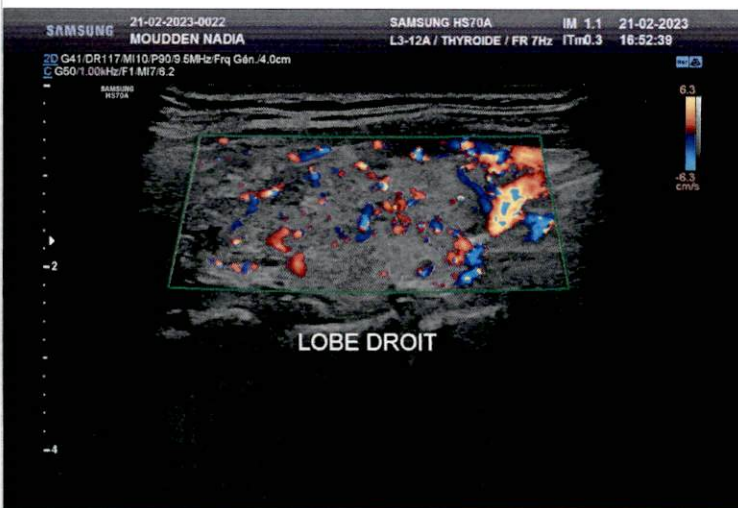 SAMSUNG
21-02-2023-0022
MOUDDEN NADIA
SAMSUNG HS70A
L3-12A / THYROIDE / FR 7Hz
IM 1.1
ITm0.3
21-02-2023
16:52:39
2D G41/DR117/MI10/P90/9.5MHz/Frq Gén./4.0cm
C G50/1.00kHz/F1/MI7/6.2
SAMSUNG
HS70A
6.3
-6.3
cm/s
2
LOBE DROIT
4